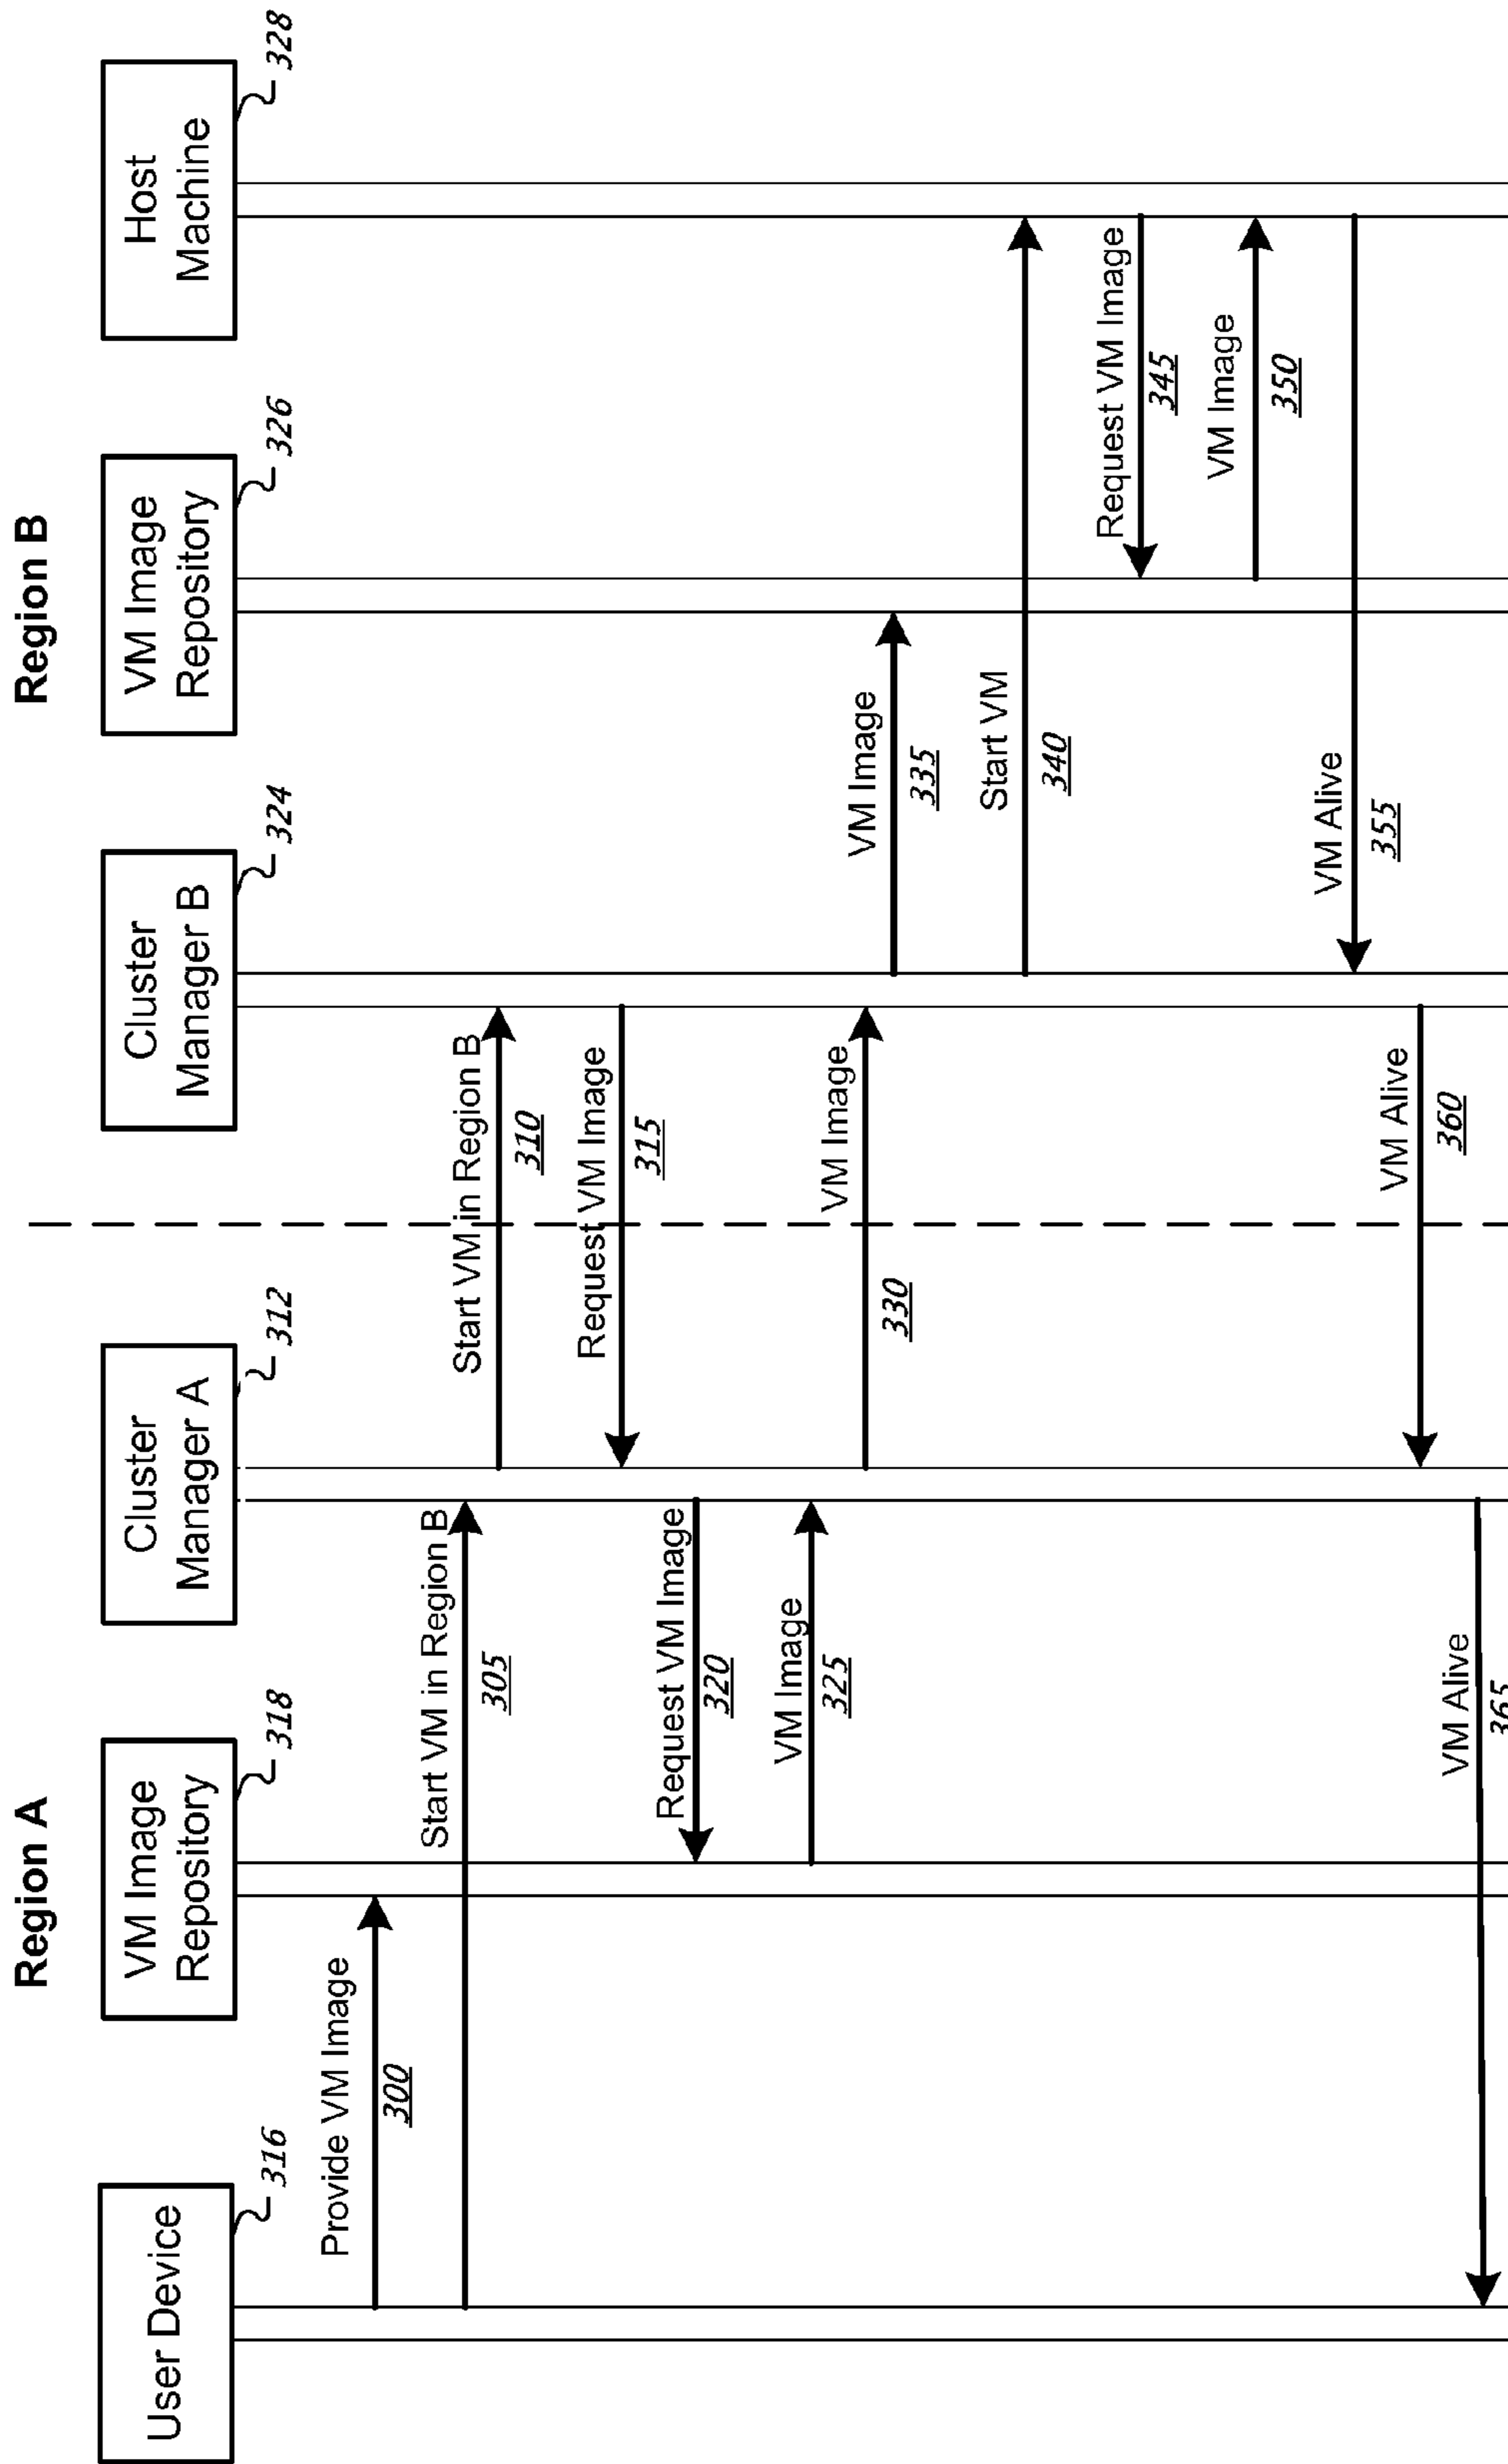 Region A
Region B
User Device
316
VM Image
Repository
318
Cluster
Manager A
312
Cluster
Manager B
324
VM Image
Repository
326
Host
Machine
328
Provide VM Image
300
Start VM in Region B
305
Start VM in Region B
310
Request VM Image
315
Request VM Image
320
VM Image
325
VM Image
330
VM Image
335
Start VM
340
Request VM Image
345
VM Image
350
VM Alive
355
VM Alive
360
VM Alive
365